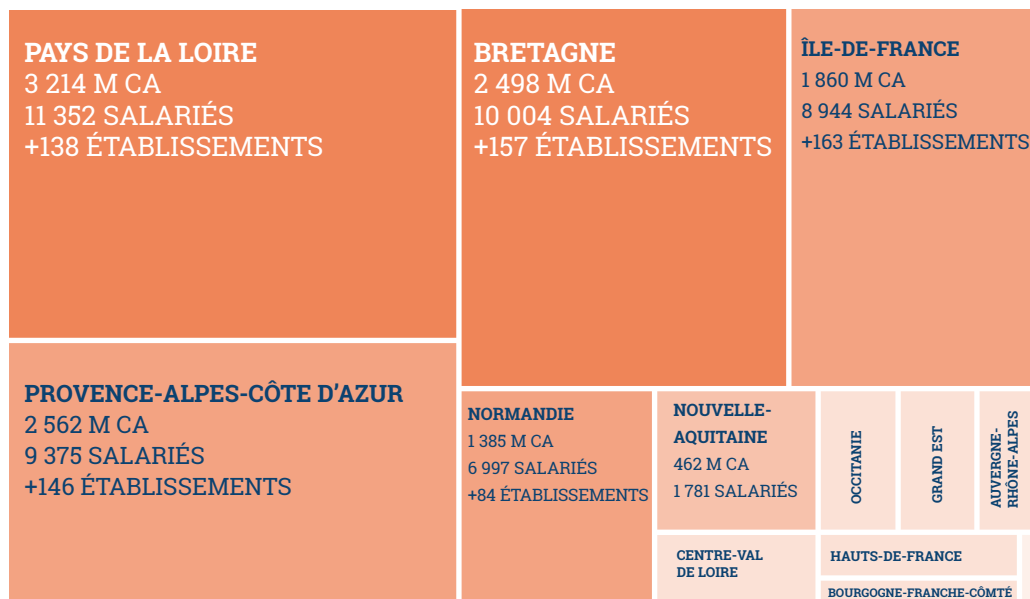 PAYS DE LA LOIRE
3 214 M CA
11 352 SALARIÉS
+138 ÉTABLISSEMENTS
BRETAGNE
2 498 M CA
10 004 SALARIÉS
+157 ÉTABLISSEMENTS
ÎLE-DE-FRANCE
1 860 M CA
8 944 SALARIÉS
+163 ÉTABLISSEMENTS
PROVENCE-ALPES-CÔTE D'AZUR
2 562 M CA
9 375 SALARIÉS
+146 ÉTABLISSEMENTS
NORMANDIE
1 385 M CA
6 997 SALARIÉS
+84 ÉTABLISSEMENTS
NOUVELLE-
AQUITAINE
462 M CA
1 781 SALARIÉS
OCCITANIE
GRAND EST
AUVERGNE-
RHÔNE-ALPES
CENTRE-VAL
DE LOIRE
HAUTS-DE-FRANCE
BOURGOGNE-FRANCHE-CÔMTÉ